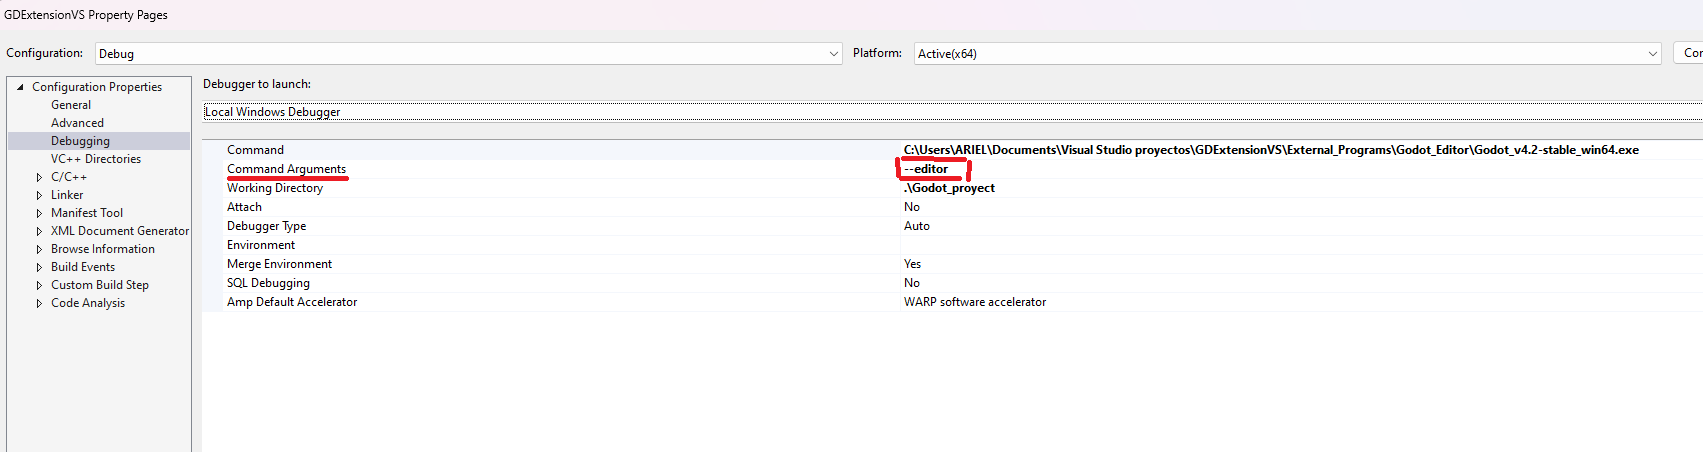 GDExtensionVS Property Pages
Configuration: Debug Platform: Active(x64) Cor
Configuration Properties
General
Advanced
Debugging
VC++ Directories
C/C++
Linker
Manifest Tool
XML Document Generator
Browse Information
Build Events
Custom Build Step
Code Analysis
Debugger to launch:
Local Windows Debugger
Command C:\Users\ARIEL\Documents\Visual Studio proyectos\GDExtensionVS\External_Programs\Godot_Editor\Godot_v4.2-stable_win64.exe
Command Arguments --editor
Working Directory .\Godot_proyect
Attach No
Debugger Type Auto
Environment
Merge Environment Yes
SQL Debugging No
Amp Default Accelerator WARP software accelerator